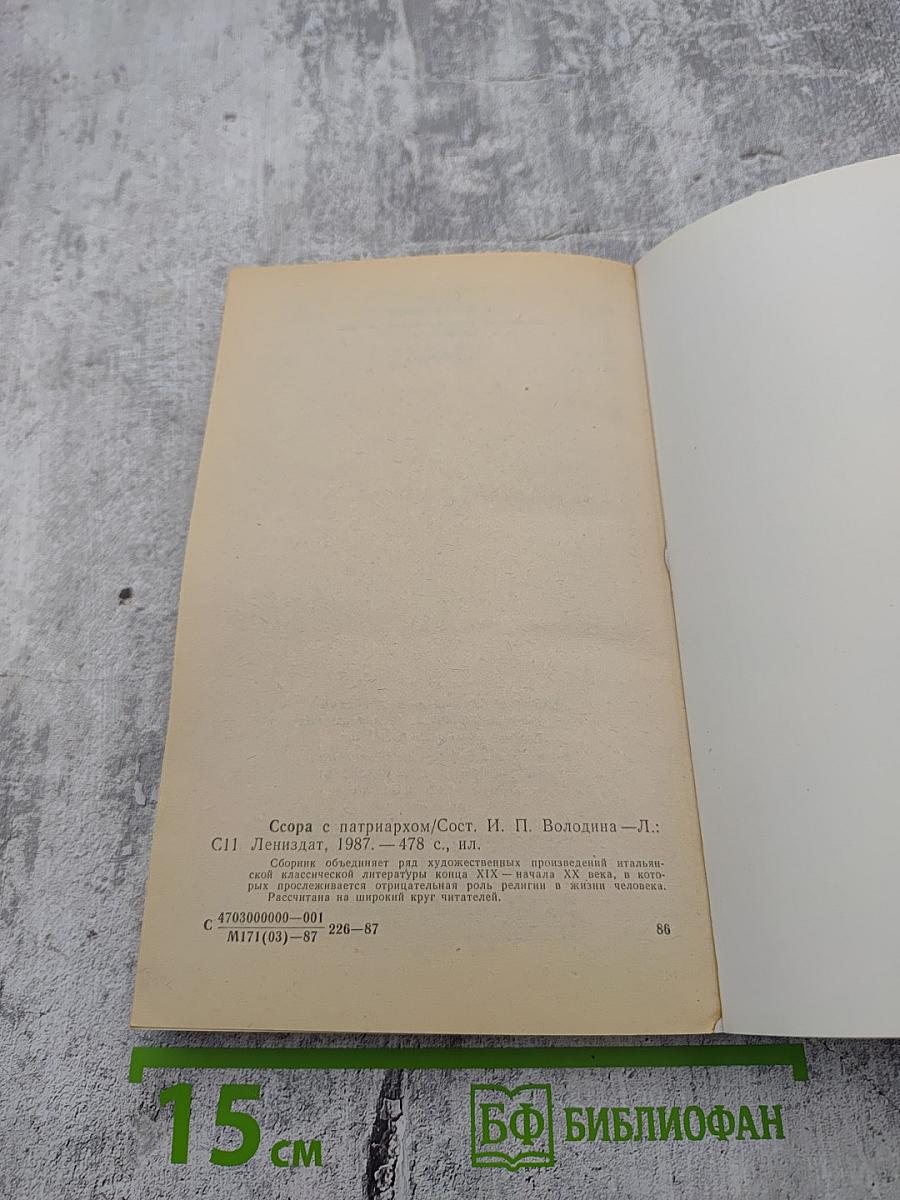 Ссора с патриархом/Сост. И. П. Володина —Л.:
С11 Лениздат, 1987. — 478 с., ил.
Сборник объединяет ряд художественных произведений итальян-
ской классической литературы конца XIX — начала XX века, в кото-
рых прослеживается отрицательная роль религии в жизни человека.
Рассчитана на широкий круг читателей.
С 4703000000—001
М171(03)—87 226—87 86
15 см БФ БИБЛИОФАН